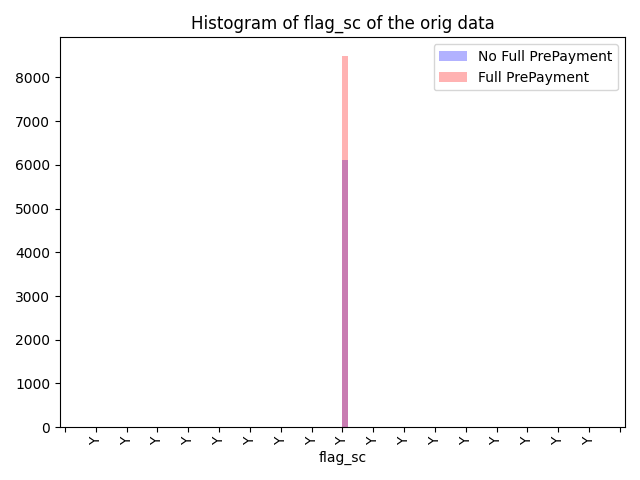 Histogram of flag_sc of the orig data
No Full PrePayment
Full PrePayment
8000
7000
6000
5000
4000
3000
2000
1000
0
Y Y Y Y Y Y Y Y Y Y Y Y Y Y Y Y Y
flag_sc